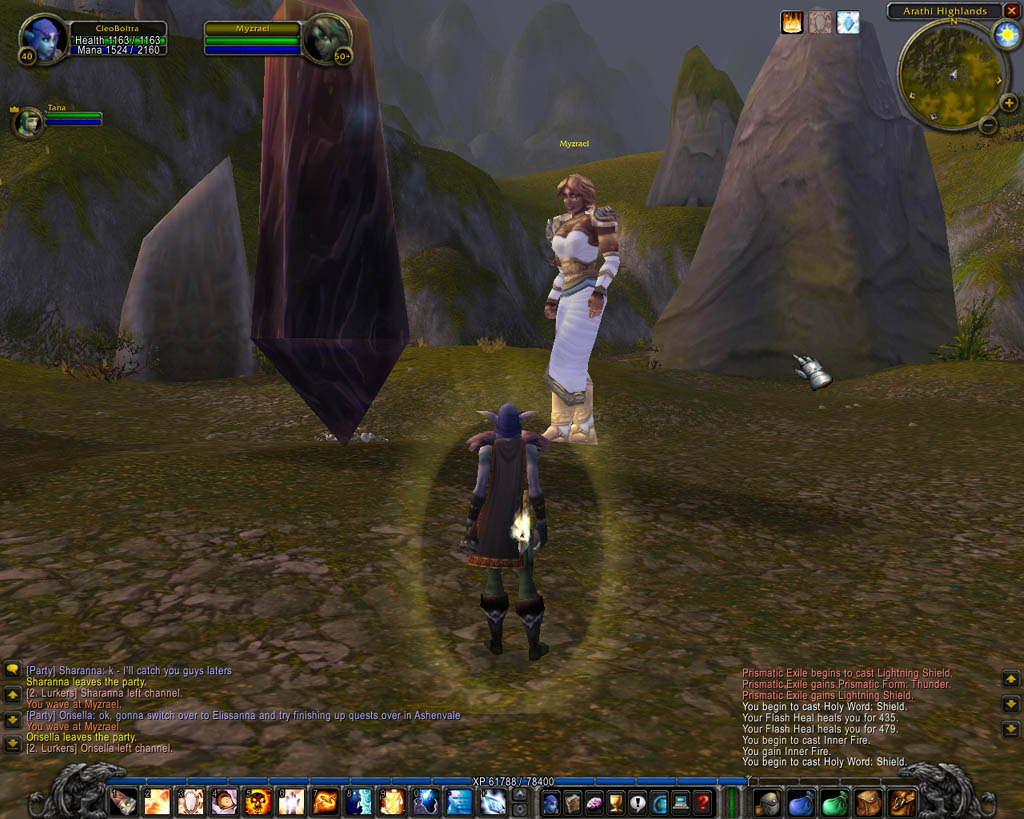 CleoBoltra
Health 1163 / 1163
Mana 1524 / 2160
40
Myzrael
50+
Arathi Highlands
N
Tana
Myzrael
[Party] Sharanna: k - I'll catch you guys laters
Sharanna leaves the party.
[2. Lurkers] Sharanna left channel.
You wave at Myzrael.
[Party] Orisella: ok, gonna switch over to Elissanna and try finishing up quests over in Ashenvale
You wave at Myzrael.
Orisella leaves the party.
[2. Lurkers] Orisella left channel.
Prismatic Exile begins to cast Lightning Shield.
Prismatic Exile gains Prismatic Form: Thunder.
Prismatic Exile gains Lightning Shield.
You begin to cast Holy Word: Shield.
Your Flash Heal heals you for 435.
Your Flash Heal heals you for 479.
You begin to cast Inner Fire.
You gain Inner Fire.
You begin to cast Holy Word: Shield.
XP 61788 / 78400